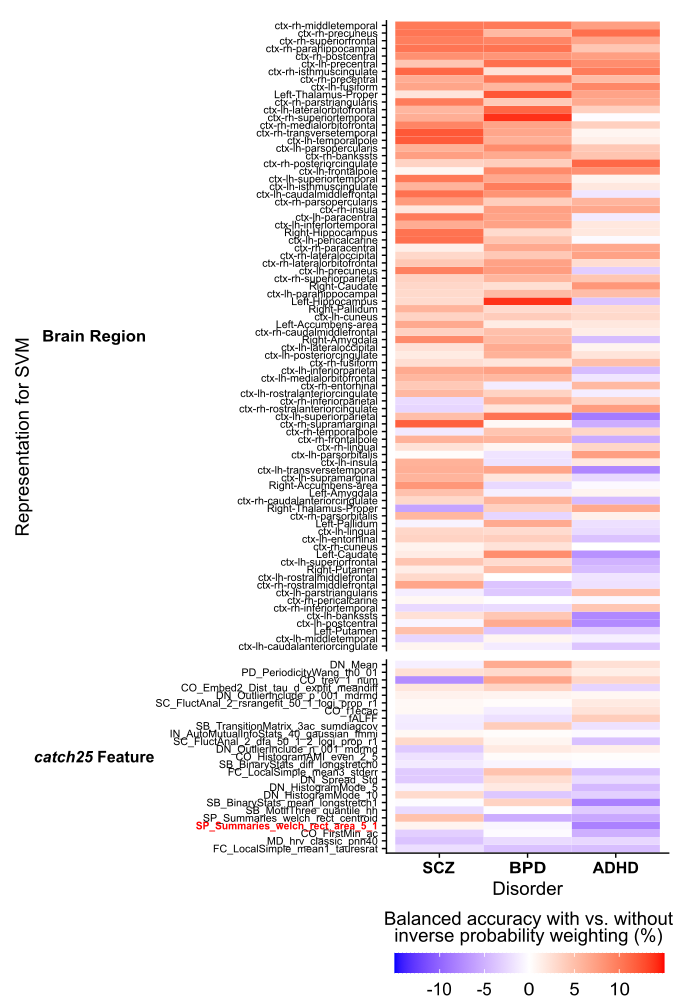 ctx-rh-middletemporal
ctx-rh-precuneus
ctx-rh-superiorfrontal
ctx-rh-parahippocampal
ctx-rh-postcentral
ctx-lh-precentral
ctx-rh-isthmuscingulate
ctx-rh-precentral
ctx-lh-fusiform
Left-Thalamus-Proper
ctx-rh-parstriangularis
ctx-lh-lateralorbitofrontal
ctx-rh-superiortemporal
ctx-rh-medialorbitofrontal
ctx-rh-transversetemporal
ctx-lh-temporalpole
ctx-lh-parsopercularis
ctx-rh-bankssts
ctx-rh-posteriorcingulate
ctx-lh-frontalpole
ctx-lh-superiortemporal
ctx-lh-isthmuscingulate
ctx-lh-caudalmiddlefrontal
ctx-rh-parsopercularis
ctx-rh-insula
ctx-lh-paracentral
ctx-lh-inferiortemporal
Right-Hippocampus
ctx-lh-pericalcarine
ctx-rh-paracentral
ctx-rh-lateraloccipital
ctx-rh-lateralorbitofrontal
ctx-lh-precuneus
ctx-rh-superiorparietal
Right-Caudate
ctx-lh-parahippocampal
Left-Hippocampus
Right-Pallidum
ctx-lh-cuneus
Left-Accumbens-area
ctx-rh-caudalmiddlefrontal
Right-Amygdala
ctx-lh-lateraloccipital
ctx-lh-posteriorcingulate
ctx-rh-fusiform
ctx-lh-inferiorparietal
ctx-lh-medialorbitofrontal
ctx-rh-entorhinal
ctx-lh-rostralanteriorcingulate
ctx-rh-inferiorparietal
ctx-rh-rostralanteriorcingulate
ctx-lh-superiorparietal
ctx-rh-supramarginal
ctx-rh-temporalpole
ctx-rh-frontalpole
ctx-rh-lingual
ctx-lh-parsorbitalis
ctx-lh-insula
ctx-lh-transversetemporal
ctx-lh-supramarginal
Right-Accumbens-area
Left-Amygdala
ctx-rh-caudalanteriorcingulate
Right-Thalamus-Proper
ctx-rh-parsorbitalis
Left-Pallidum
ctx-lh-lingual
ctx-lh-entorhinal
ctx-rh-cuneus
Left-Caudate
ctx-lh-superiorfrontal
Right-Putamen
ctx-lh-rostralmiddlefrontal
ctx-rh-rostralmiddlefrontal
ctx-lh-parstriangularis
ctx-rh-pericalcarine
ctx-rh-inferiortemporal
ctx-lh-bankssts
ctx-lh-postcentral
Left-Putamen
ctx-lh-middletemporal
ctx-lh-caudalanteriorcingulate
Brain Region
Representation for SVM
DN_Mean
PD_PeriodicityWang_th0_01
CO_trev_1_num
CO_Embed2_Dist_tau_d_expfit_meandiff
DN_OutlierInclude_p_001_mdrmd
SC_FluctAnal_2_rsrangefit_50_1_logi_prop_r1
CO_f1ecac
fALFF
SB_TransitionMatrix_3ac_sumdiagcov
IN_AutoMutualInfoStats_40_gaussian_fmmi
SC_FluctAnal_2_dfa_50_1_2_logi_prop_r1
DN_OutlierInclude_n_001_mdrmd
CO_HistogramAMI_even_2_5
SB_BinaryStats_diff_longstretch0
FC_LocalSimple_mean3_stderr
DN_Spread_Std
DN_HistogramMode_5
DN_HistogramMode_10
SB_BinaryStats_mean_longstretch1
SB_MotifThree_quantile_hh
SP_Summaries_welch_rect_centroid
SP_Summaries_welch_rect_area_5_1
CO_FirstMin_ac
MD_hrv_classic_pnn40
FC_LocalSimple_mean1_tauresrat
catch25 Feature
SCZ BPD ADHD
Disorder
Balanced accuracy with vs. without
inverse probability weighting (%)
-10 -5 0 5 10